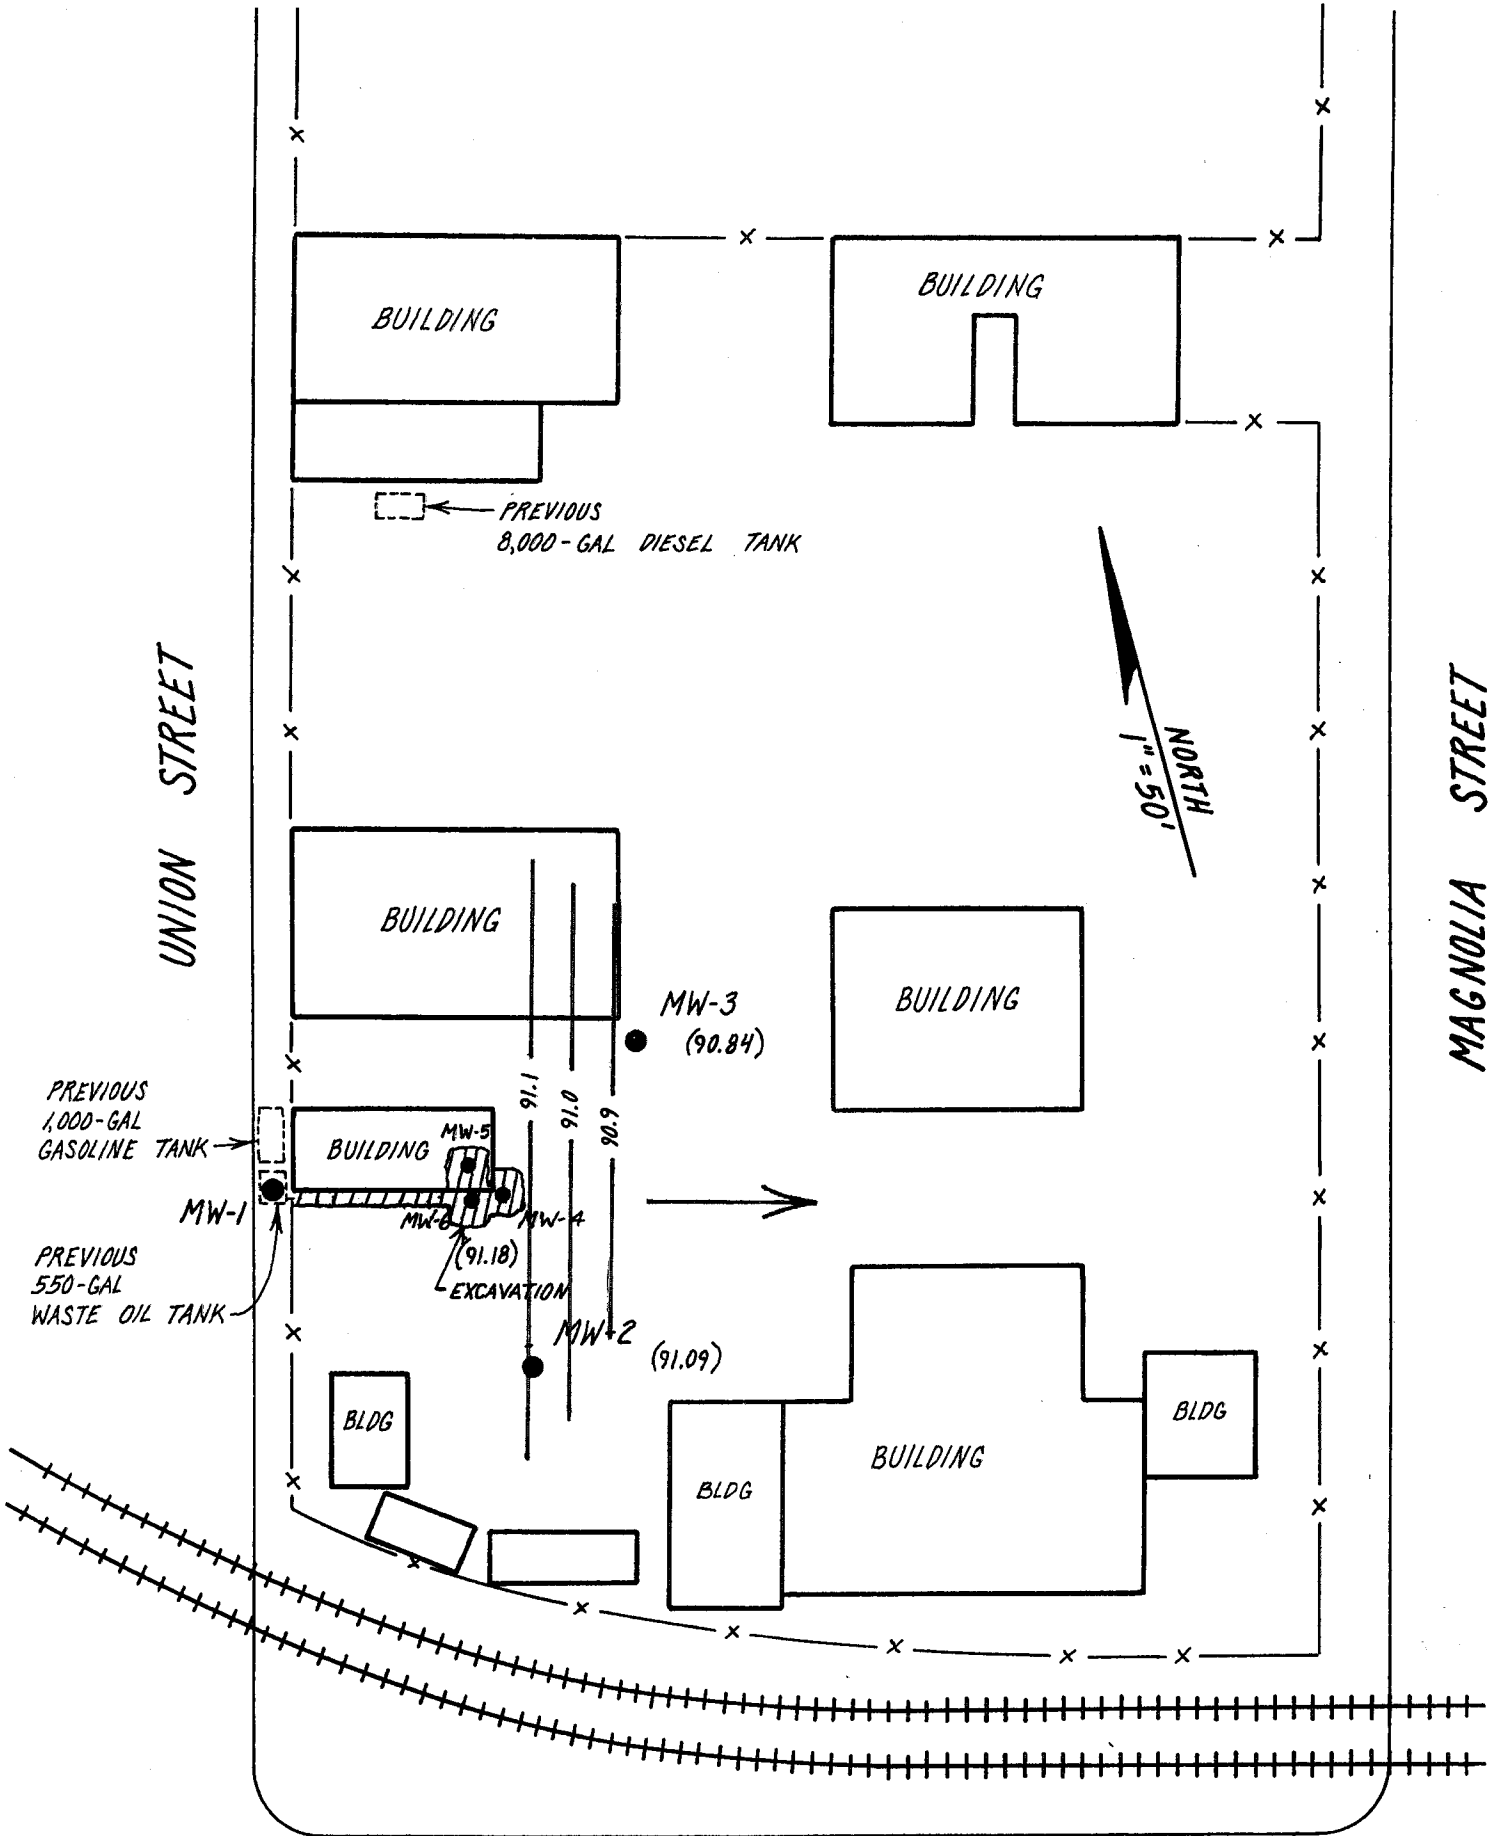 BUILDING
BUILDING
PREVIOUS
8,000-GAL DIESEL TANK
UNION STREET
NORTH
1" = 50'
MAGNOLIA STREET
BUILDING
BUILDING
MW-3
(90.84)
91.1
91.0
90.9
PREVIOUS
1,000-GAL
GASOLINE TANK
BUILDING
MW-5
MW-1
MW-6
MW-4
(91.18)
EXCAVATION
PREVIOUS
550-GAL
WASTE OIL TANK
MW-2
(91.09)
BLDG
BLDG
BUILDING
BLDG